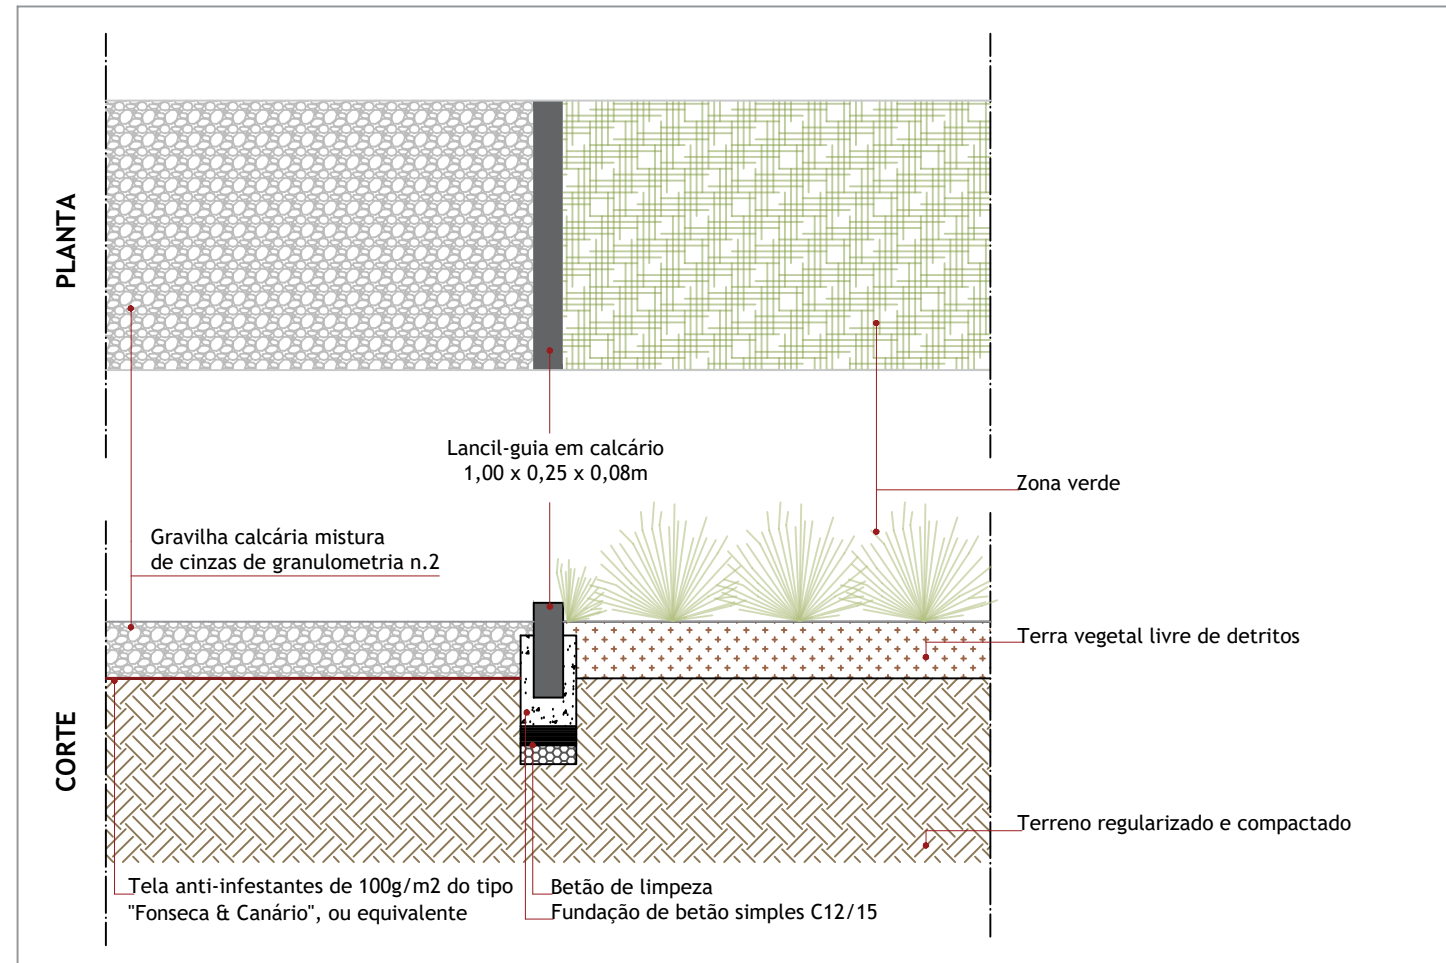 PLANTA
Lancil-guia em calcário
1,00 x 0,25 x 0,08m
Zona verde
Gravilha calcária mistura
de cinzas de granulometria n.2
Terra vegetal livre de detritos
CORTE
Terreno regularizado e compactado
Tela anti-infestantes de 100g/m2 do tipo
"Fonseca & Canário", ou equivalente
Betão de limpeza
Fundação de betão simples C12/15